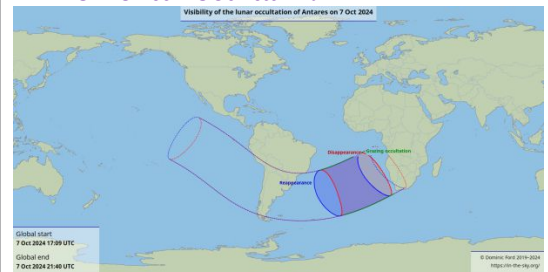 Visibility of the lunar occultation of Antares on 7 Oct 2024
Disappearance
Grazing occultation
Reappearance
Global start
7 Oct 2024 17:09 UTC
Global end
7 Oct 2024 21:40 UTC
© Dominic Ford 2019–2024
https://in-the-sky.org/